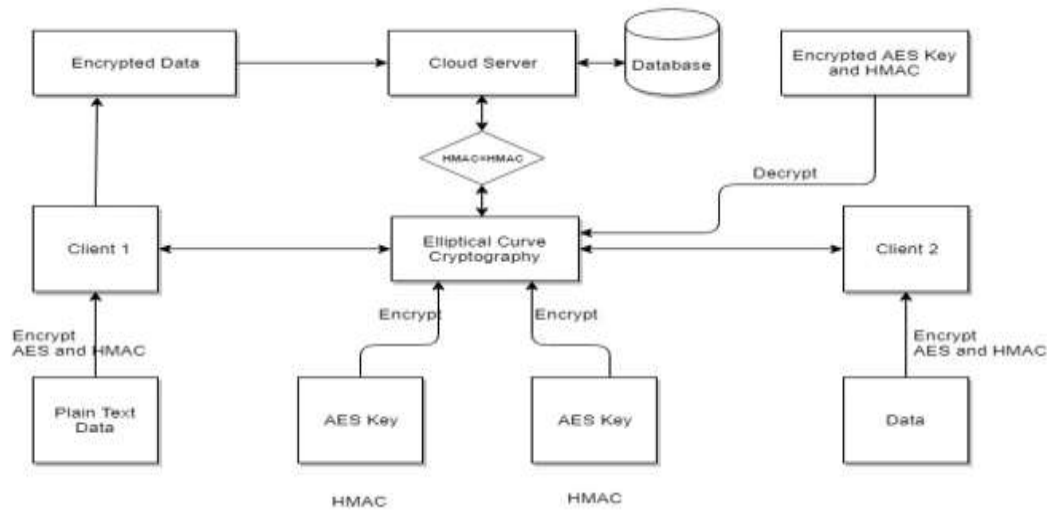 Encrypted Data
Cloud Server
Database
Encrypted AES Key
and HMAC
HMAC=HMAC
Decrypt
Client 1
Elliptical Curve
Cryptography
Client 2
Encrypt
Encrypt
Encrypt
AES and HMAC
Encrypt
AES and HMAC
Plain Text
Data
AES Key
AES Key
Data
HMAC
HMAC